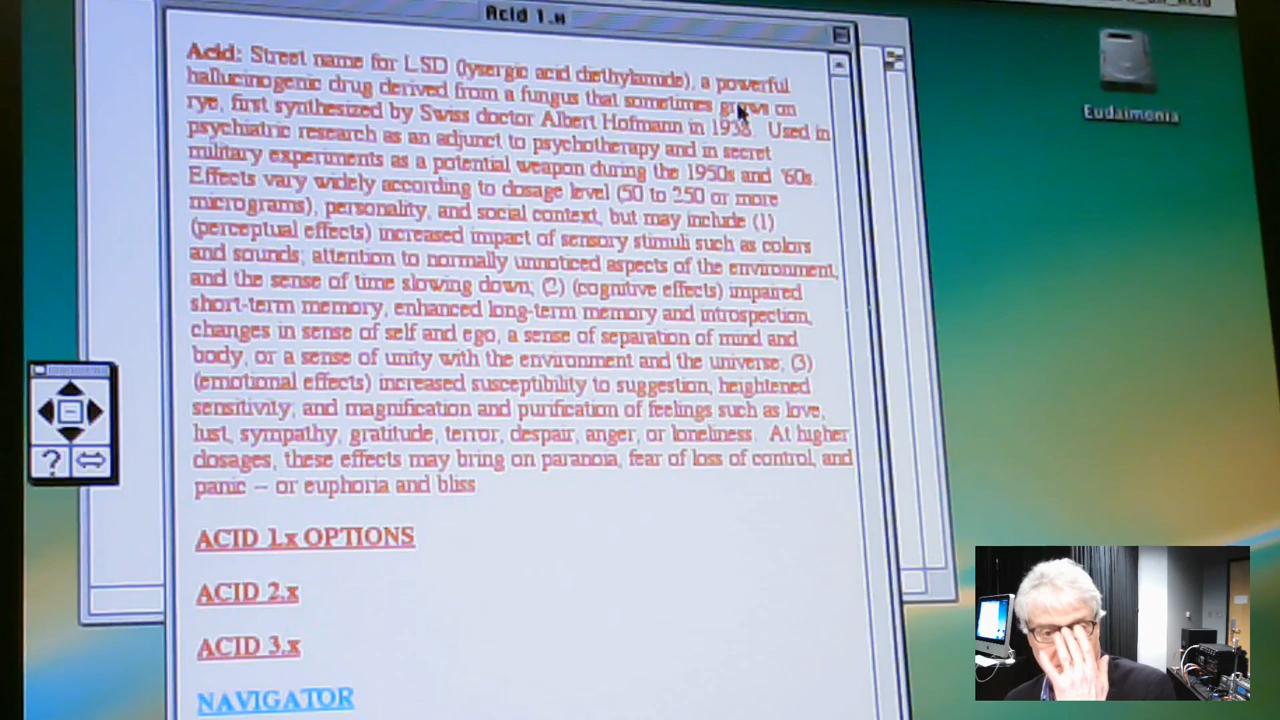 Acid 1.x
Acid: Street name for LSD (lysergic acid diethylamide), a powerful
hallucinogenic drug derived from a fungus that sometimes grows on
rye, first synthesized by Swiss doctor Albert Hofmann in 1938. Used in
psychiatric research as an adjunct to psychotherapy and in secret
military experiments as a potential weapon during the 1950s and '60s.
Effects vary widely according to dosage level (50 to 250 or more
micrograms), personality, and social context, but may include (1)
(perceptual effects) increased impact of sensory stimuli such as colors
and sounds; attention to normally unnoticed aspects of the environment,
and the sense of time slowing down; (2) (cognitive effects) impaired
short-term memory, enhanced long-term memory and introspection,
changes in sense of self and ego, a sense of separation of mind and
body, or a sense of unity with the environment and the universe; (3)
(emotional effects) increased susceptibility to suggestion, heightened
sensitivity, and magnification and purification of feelings such as love,
lust, sympathy, gratitude, terror, despair, anger, or loneliness. At higher
dosages, these effects may bring on paranoia, fear of loss of control, and
panic -- or euphoria and bliss
ACID 1.x OPTIONS
ACID 2.x
ACID 3.x
NAVIGATOR
Eudaimonia
?